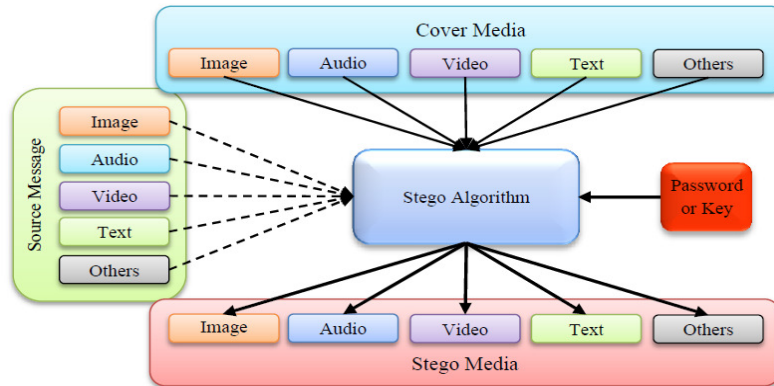 Cover Media
Image
Audio
Video
Text
Others
Source Message
Image
Audio
Video
Text
Others
Stego Algorithm
Password
or Key
Image
Audio
Video
Text
Others
Stego Media